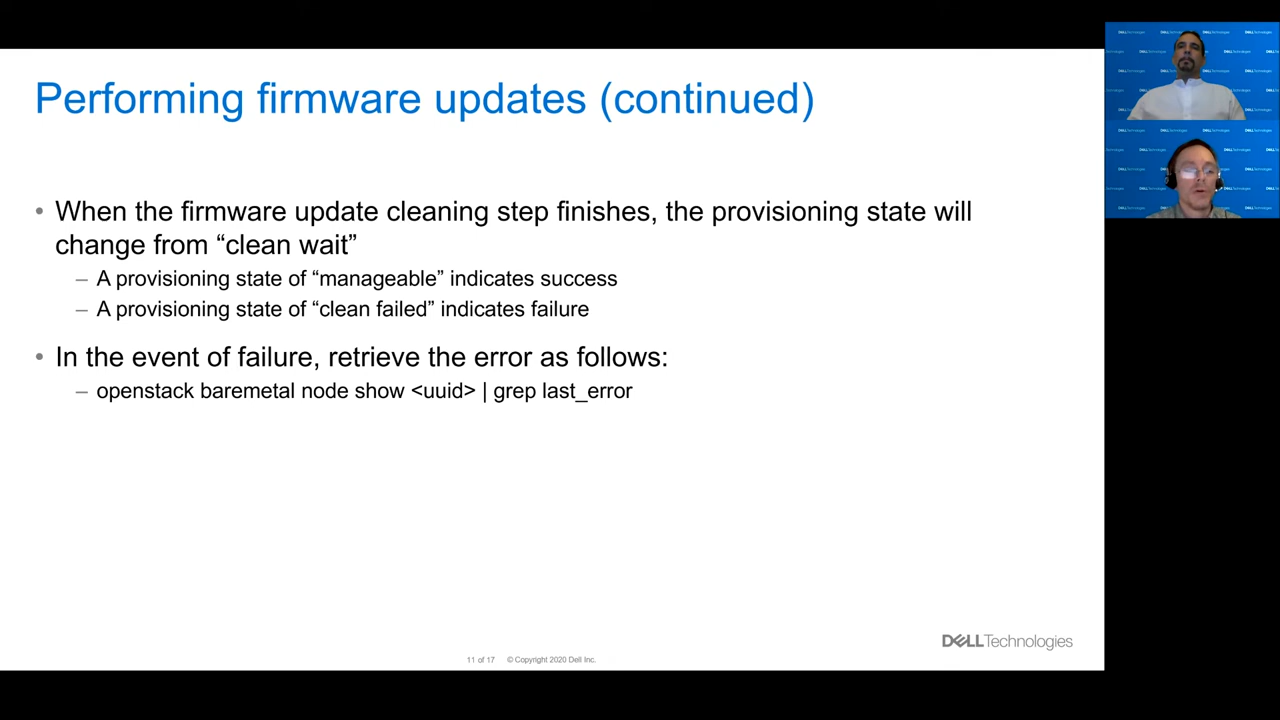 Performing firmware updates (continued)
• When the firmware update cleaning step finishes, the provisioning state will
change from “clean wait”
– A provisioning state of “manageable” indicates success
– A provisioning state of “clean failed” indicates failure
• In the event of failure, retrieve the error as follows:
– openstack baremetal node show <uuid> | grep last_error
DELLTechnologies
11 of 17 © Copyright 2020 Dell Inc.